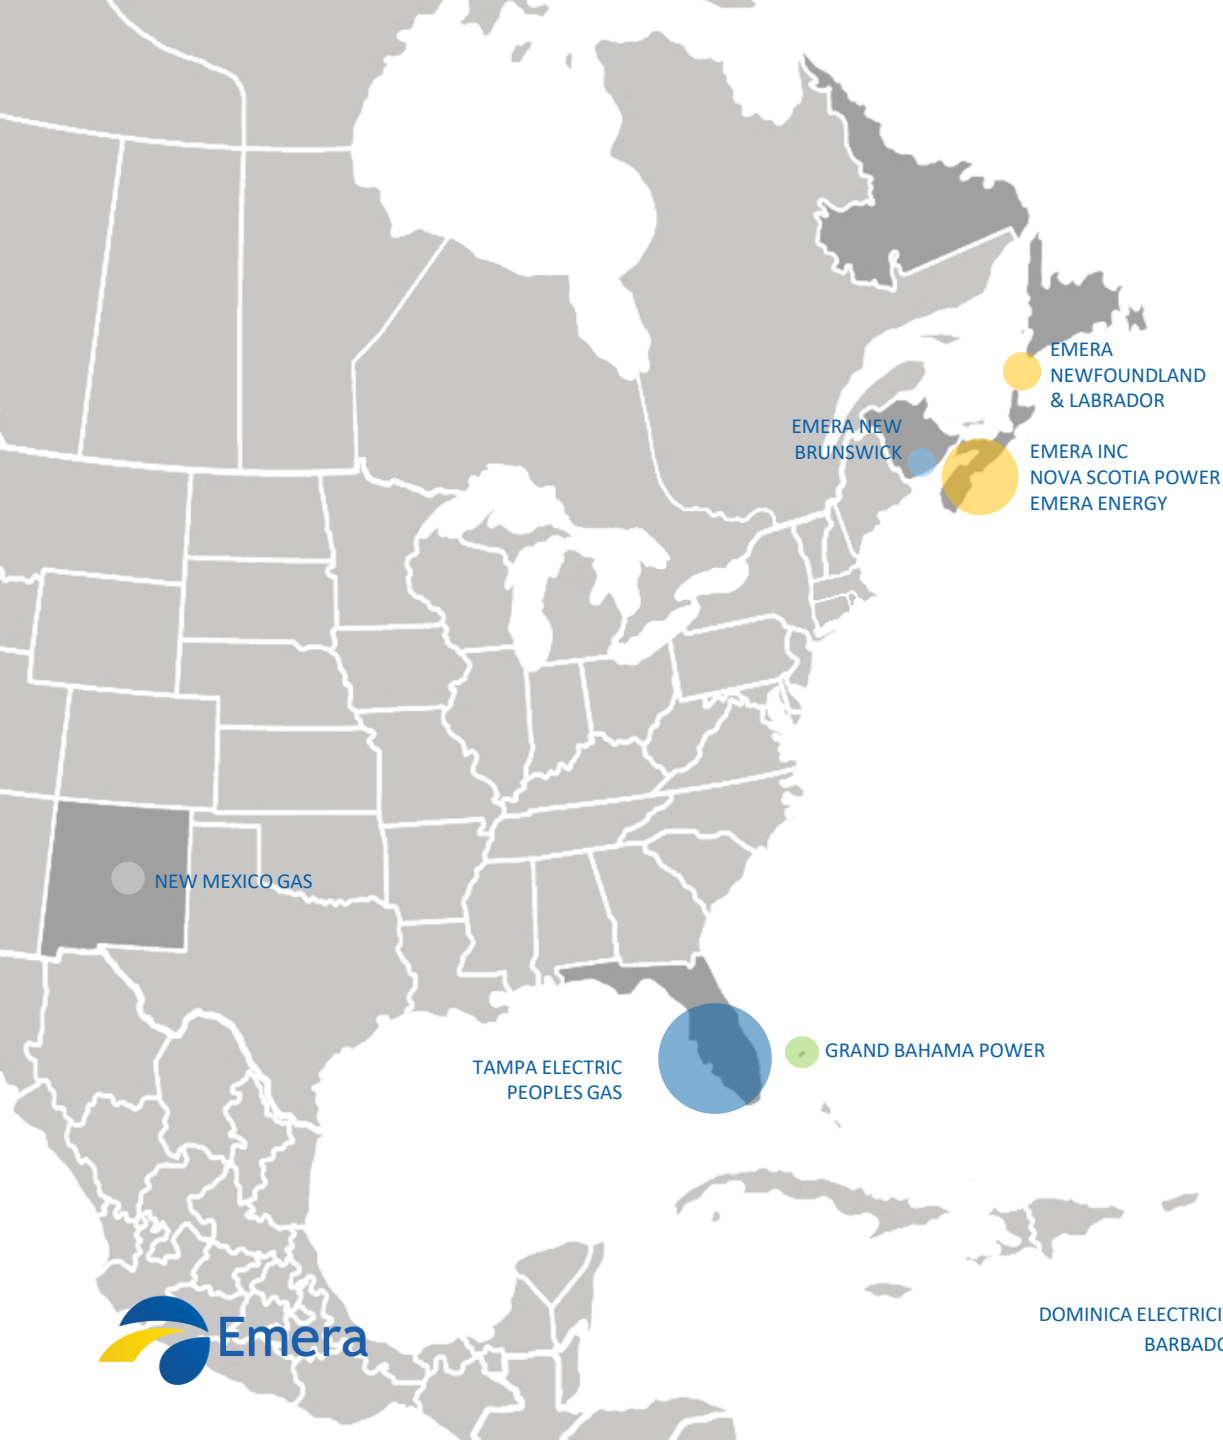 EMERA
NEWFOUNDLAND
& LABRADOR
EMERA NEW
BRUNSWICK
EMERA INC
NOVA SCOTIA POWER
EMERA ENERGY
NEW MEXICO GAS
GRAND BAHAMA POWER
TAMPA ELECTRIC
PEOPLES GAS
DOMINICA
Emera